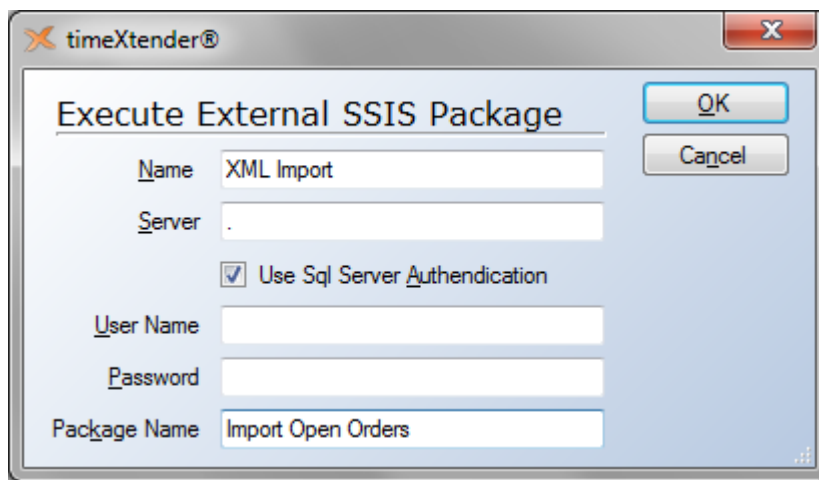 timeXtender®
Execute External SSIS Package
OK
Name XML Import
Cancel
Server .
Use Sql Server Authendication
User Name
Password
Package Name Import Open Orders